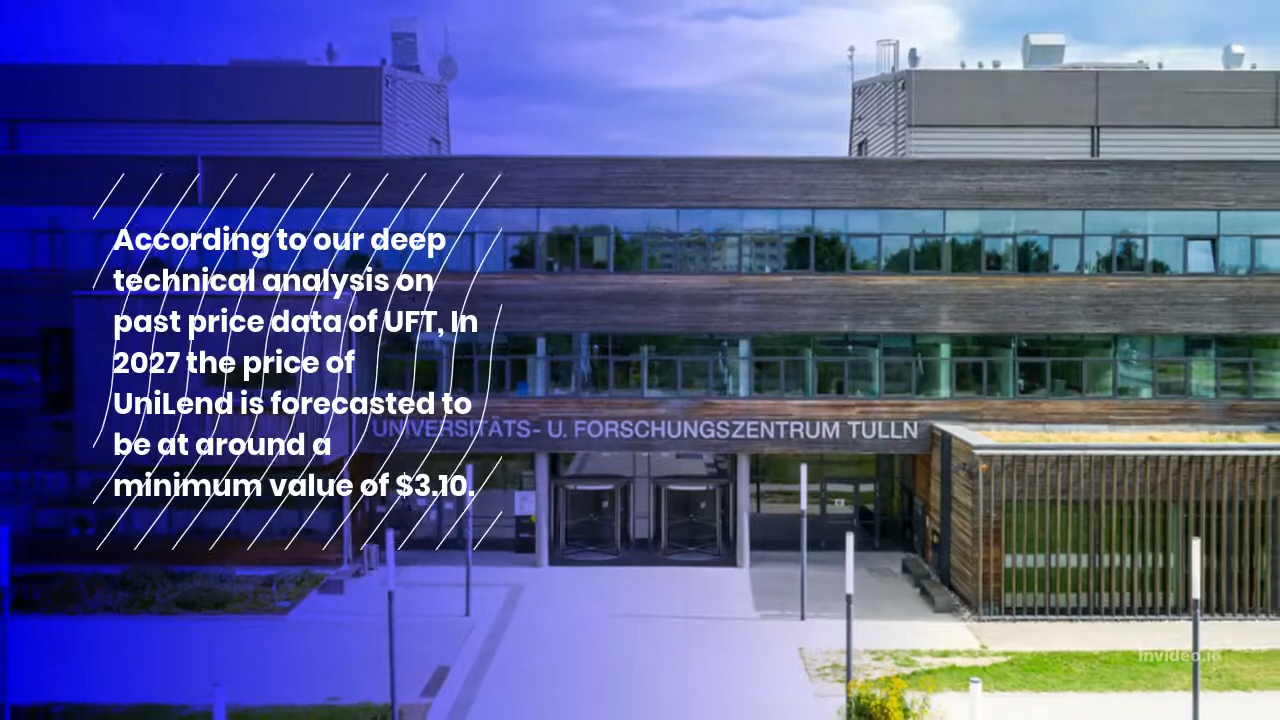 According to our deep
technical analysis on
past price data of UFT, In
2027 the price of
UniLend is forecasted to
be at around a
minimum value of $3.10.
UNIVERSITÄTS- U. FORSCHUNGSZENTRUM TULLN
invideo.io